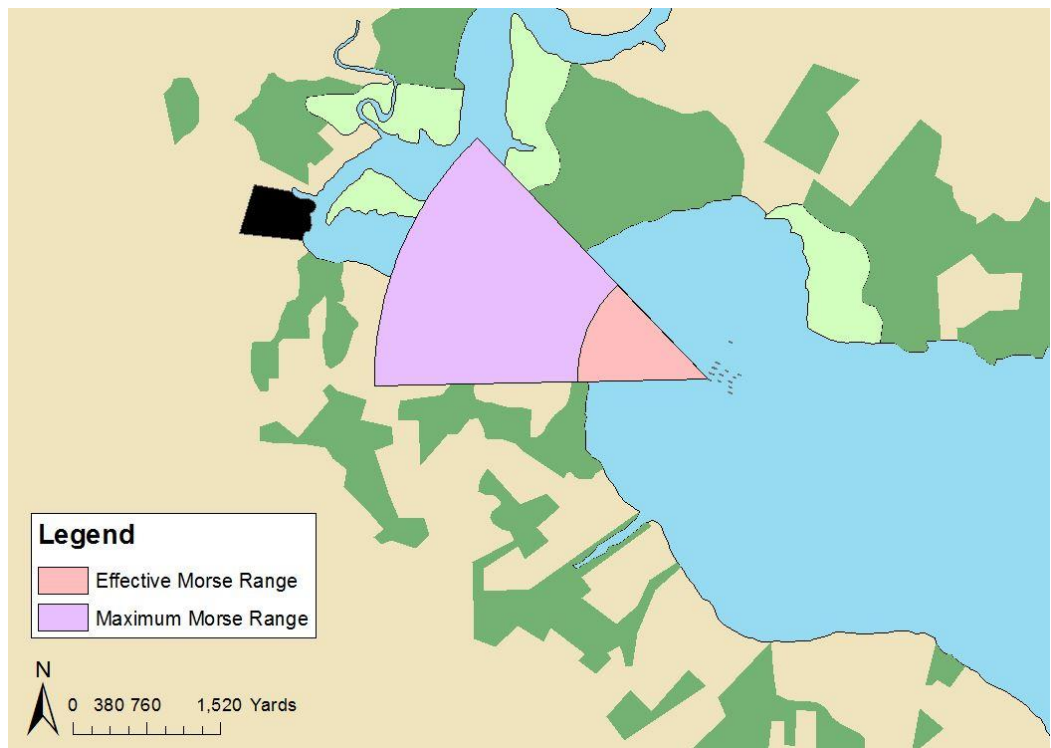 Legend
Effective Morse Range
Maximum Morse Range
N
0 380 760 1,520 Yards